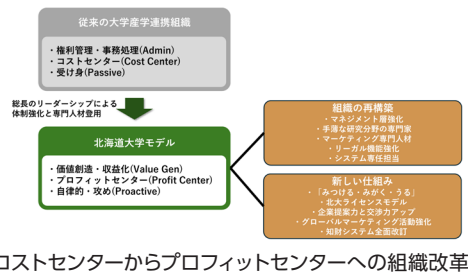 従来の大学産学連携組織
・権利管理・事務処理(Admin)
・コストセンター(Cost Center)
・受け身(Passive)
総長のリーダーシップによる
体制強化と専門人材登用
北海道大学モデル
・価値創造・収益化(Value Gen)
・プロフィットセンター(Profit Center)
・自律的・攻め(Proactive)
組織の再構築
・マネジメント層強化
・手薄な研究分野の専門家
・マーケティング専門人材
・リーガル機能強化
・システム専任担当
新しい仕組み
・「みつける・みがく・うる」
・北大ライセンスモデル
・企業提案力と交渉力アップ
・グローバルマーケティング活動強化
・知財システム全面改訂
コストセンターからプロフィットセンターへの組織改革